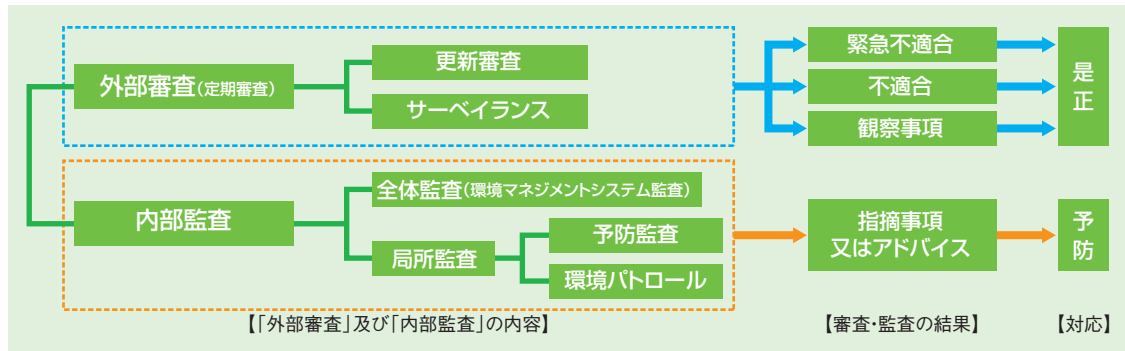 外部審査(定期審査)
更新審査
サーベイランス
緊急不適合
不適合
観察事項
是正
内部監査
全体監査(環境マネジメントシステム監査)
局所監査
予防監査
環境パトロール
指摘事項
又はアドバイス
予防
【「外部審査」及び「内部監査」の内容】
【審査・監査の結果】
【対応】